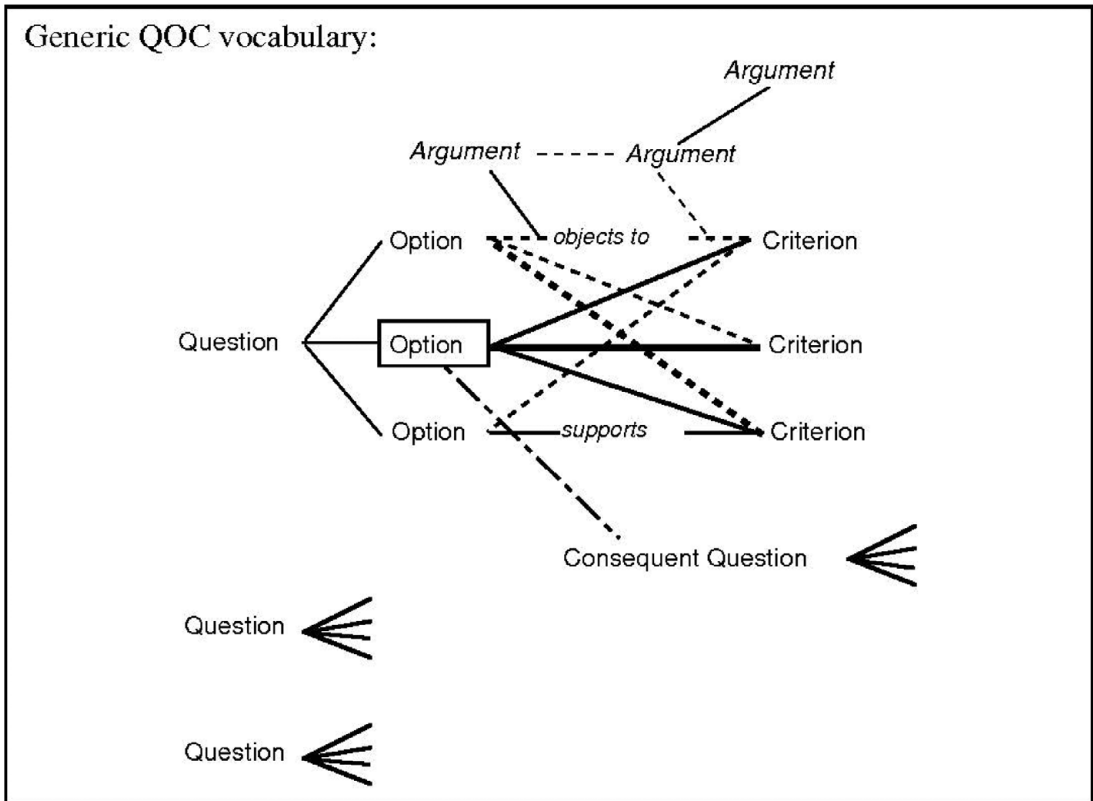 Generic QOC vocabulary:
Argument
Argument
Argument
Option
objects to
Criterion
Question
Option
Criterion
Option
supports
Criterion
Consequent Question
Question
Question